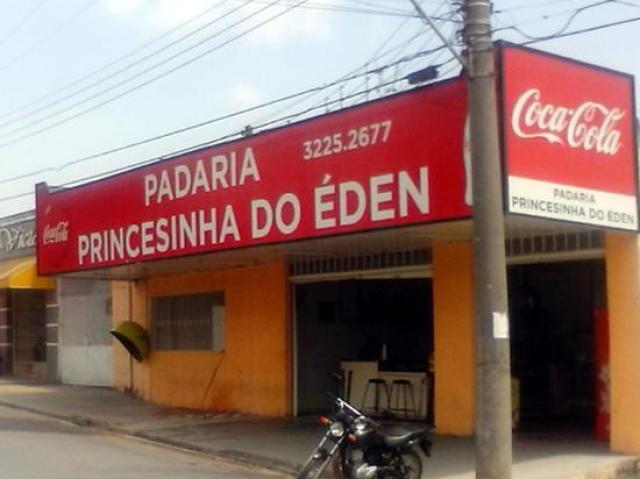 PADARIA
3225.2677
PRINCESINHA DO ÉDEN
Coca-Cola
Coca-Cola
PADARIA
PRINCESINHA DO ÉDEN